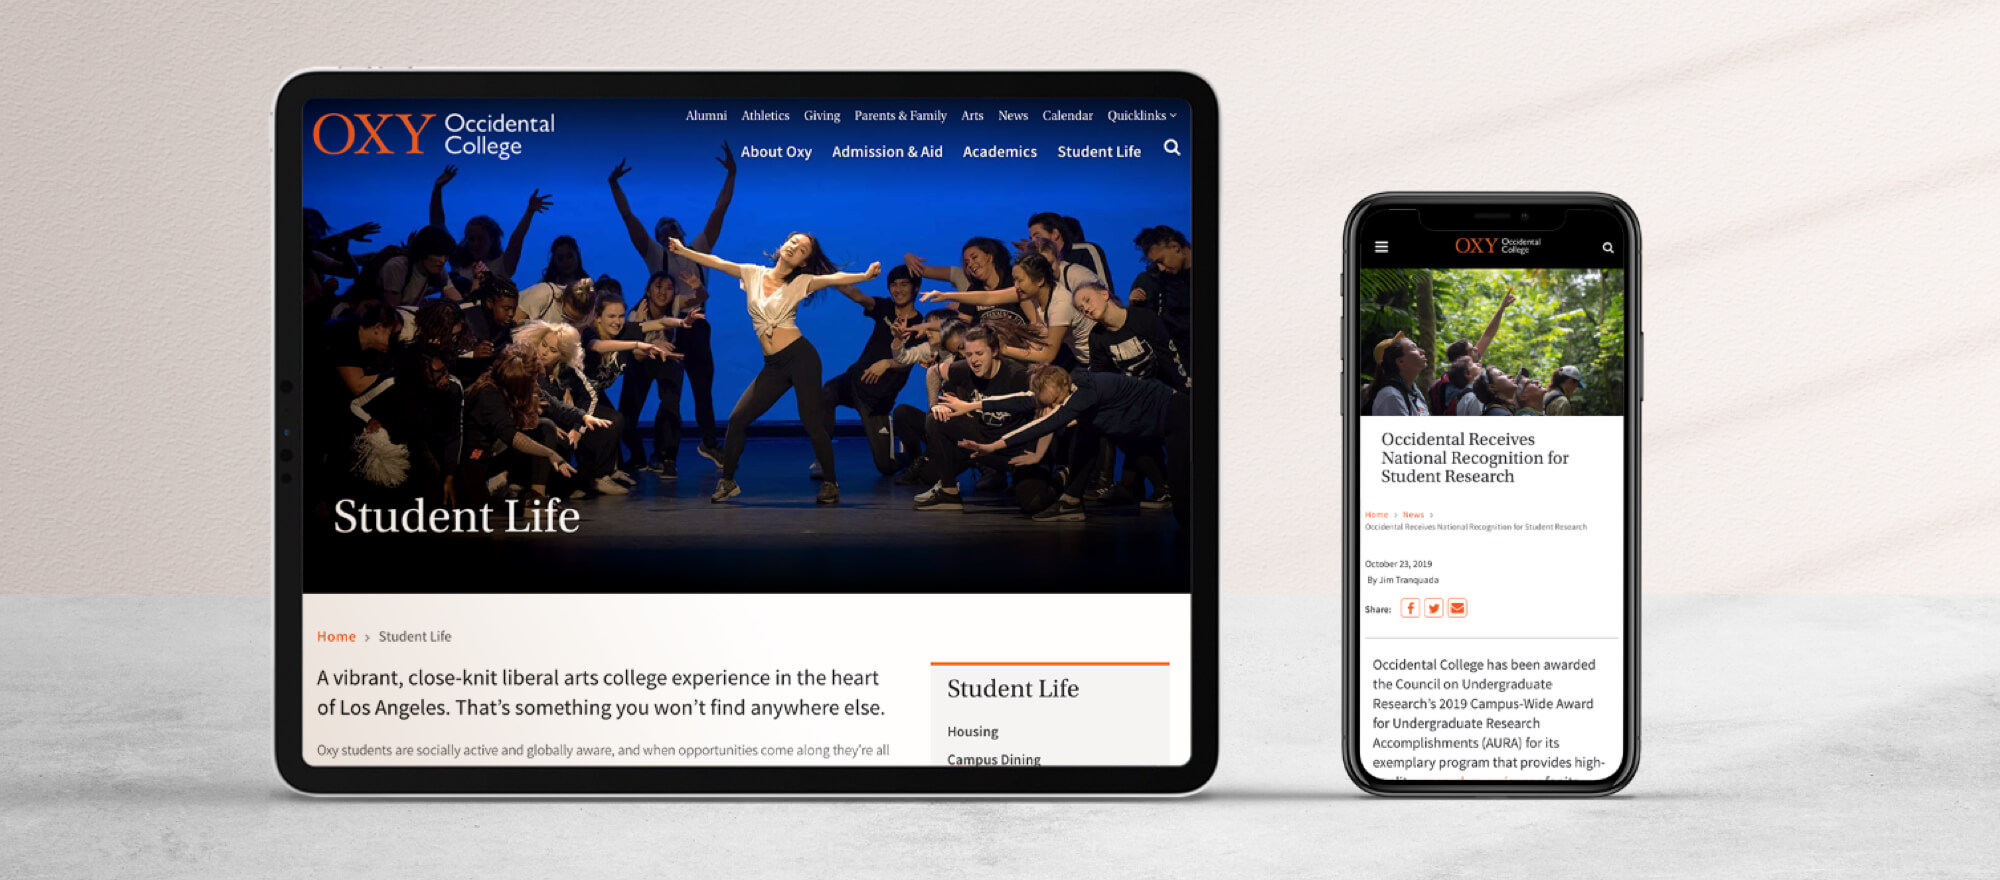 OXY Occidental
College
Alumni Athletics Giving Parents & Family Arts News Calendar Quicklinks
About Oxy Admission & Aid Academics Student Life
Student Life
Home > Student Life
A vibrant, close-knit liberal arts college experience in the heart
of Los Angeles. That's something you won't find anywhere else.
Oxy students are socially active and globally aware, and when opportunities come along they're all
Student Life
Housing
Campus Dining
OXY Occidental
College
Occidental Receives
National Recognition for
Student Research
Home > News >
Occidental Receives National Recognition for Student Research
October 23, 2019
By Jim Tranquada
Share:
Occidental College has been awarded
the Council on Undergraduate
Research's 2019 Campus-Wide Award
for Undergraduate Research
Accomplishments (AURA) for its
exemplary program that provides high-